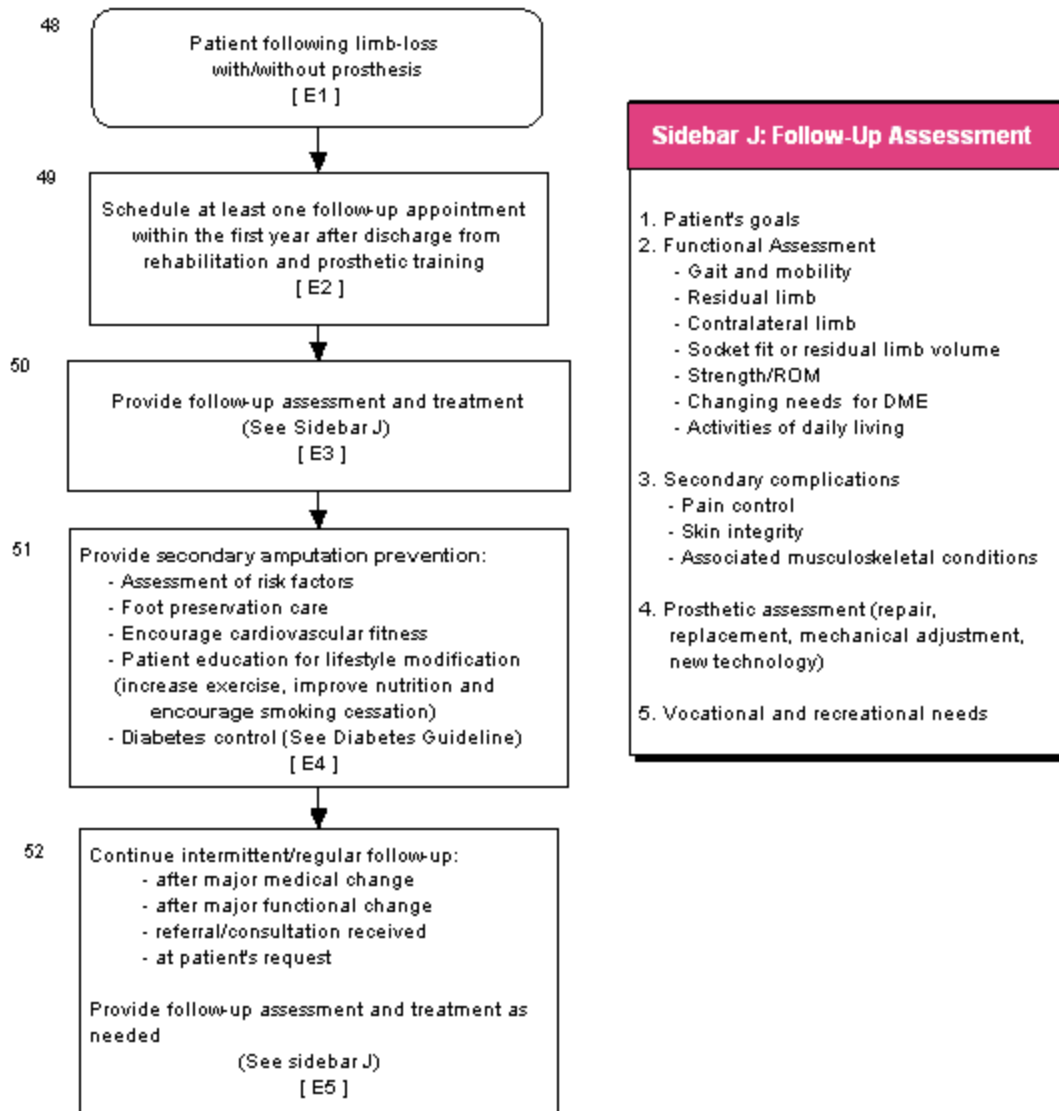 48
Patient following limb-loss
with/without prosthesis
[ E1 ]
49
Schedule at least one follow-up appointment
within the first year after discharge from
rehabilitation and prosthetic training
[ E2 ]
50
Provide follow-up assessment and treatment
(See Sidebar J)
[ E3 ]
51
Provide secondary amputation prevention:
- Assessment of risk factors
- Foot preservation care
- Encourage cardiovascular fitness
- Patient education for lifestyle modification
(increase exercise, improve nutrition and
encourage smoking cessation)
- Diabetes control (See Diabetes Guideline)
[ E4 ]
52
Continue intermittent/regular follow-up:
- after major medical change
- after major functional change
- referral/consultation received
- at patient's request
Provide follow-up assessment and treatment as
needed
(See sidebar J)
[ E5 ]
Sidebar J: Follow-Up Assessment
1. Patient's goals
2. Functional Assessment
- Gait and mobility
- Residual limb
- Contralateral limb
- Socket fit or residual limb volume
- Strength/ROM
- Changing needs for DME
- Activities of daily living
3. Secondary complications
- Pain control
- Skin integrity
- Associated musculoskeletal conditions
4. Prosthetic assessment (repair,
replacement, mechanical adjustment,
new technology)
5. Vocational and recreational needs